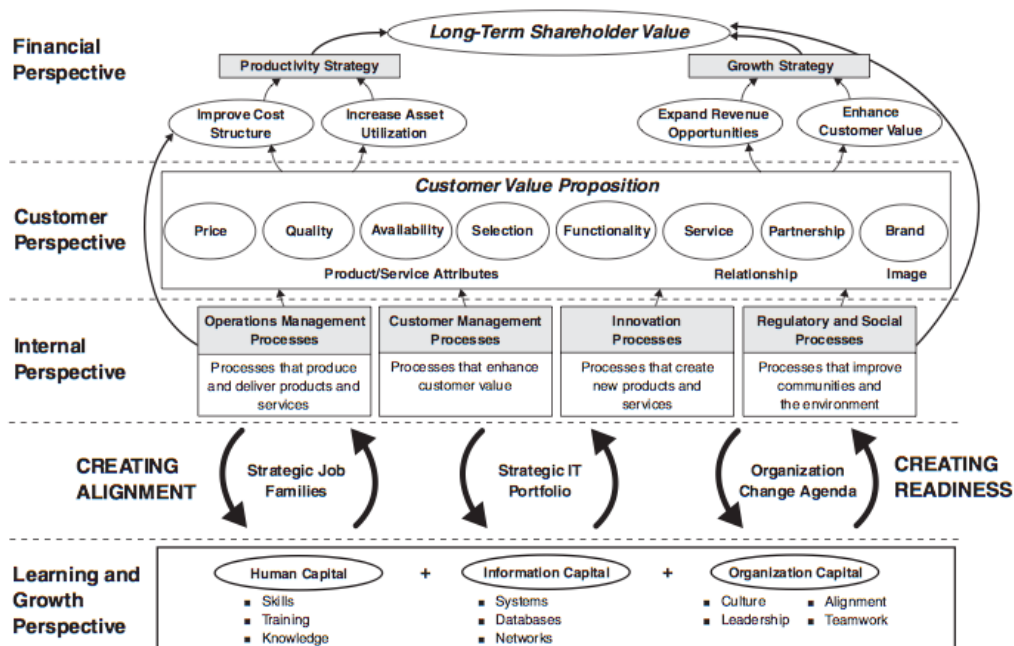 Financial
Perspective
Long-Term Shareholder Value
Productivity Strategy
Growth Strategy
Improve Cost
Structure
Increase Asset
Utilization
Expand Revenue
Opportunities
Enhance
Customer Value
Customer
Perspective
Customer Value Proposition
Price
Quality
Availability
Selection
Functionality
Service
Partnership
Brand
Product/Service Attributes
Relationship
Image
Internal
Perspective
Operations Management
Processes
Processes that produce
and deliver products and
services
Customer Management
Processes
Processes that enhance
customer value
Innovation
Processes
Processes that create
new products and
services
Regulatory and Social
Processes
Processes that improve
communities and
the environment
CREATING
ALIGNMENT
Strategic Job
Families
Strategic IT
Portfolio
Organization
Change Agenda
CREATING
READINESS
Learning and
Growth
Perspective
Human Capital
+
Information Capital
+
Organization Capital
▪ Skills
▪ Training
▪ Knowledge
▪ Systems
▪ Databases
▪ Networks
▪ Culture
▪ Leadership
▪ Alignment
▪ Teamwork